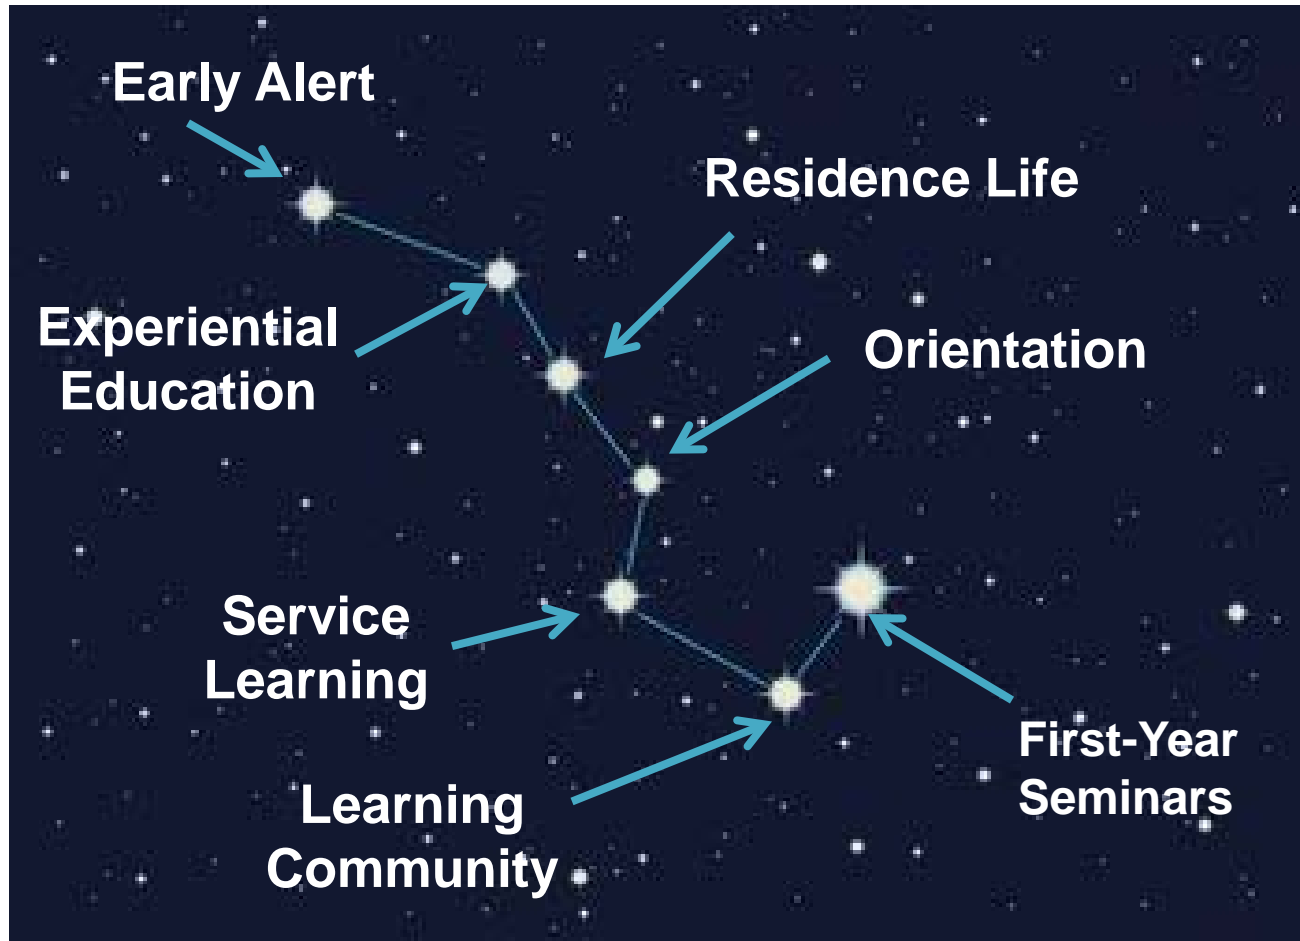 Early Alert
Residence Life
Experiential
Education
Orientation
Service
Learning
First-Year
Seminars
Learning
Community